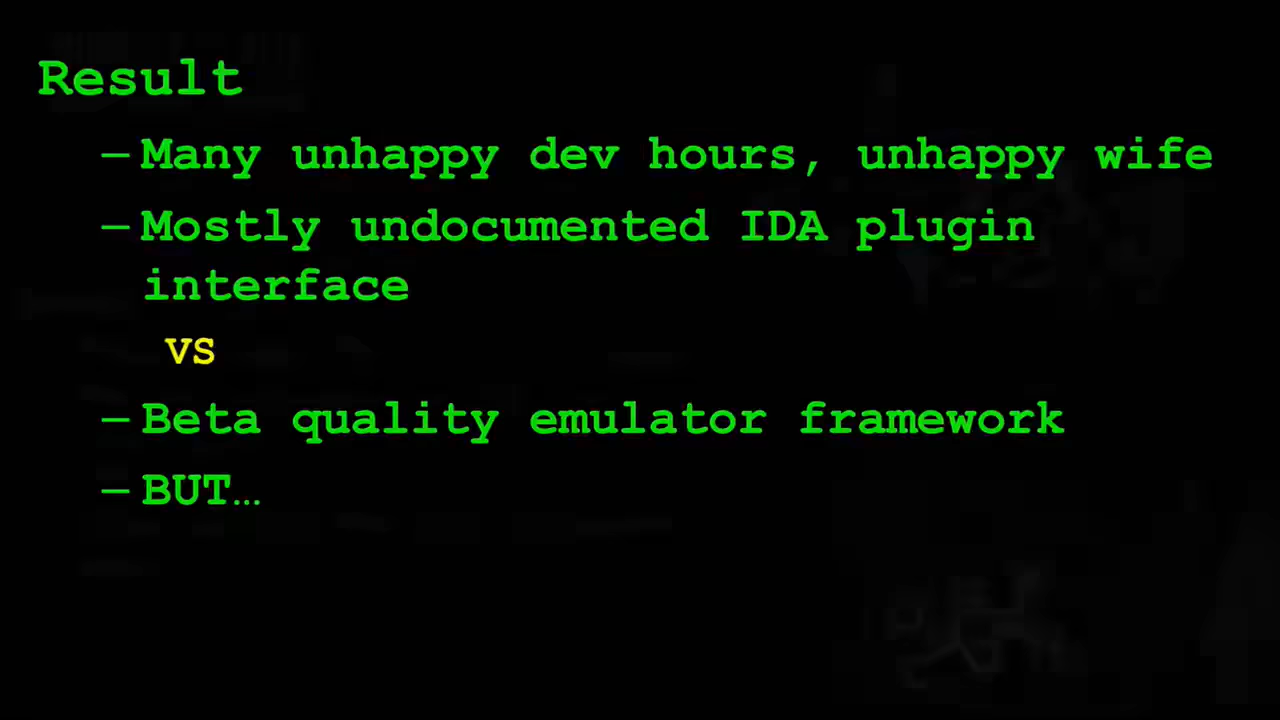 Result
–Many unhappy dev hours, unhappy wife
–Mostly undocumented IDA plugin
interface
vs
–Beta quality emulator framework
–BUT…